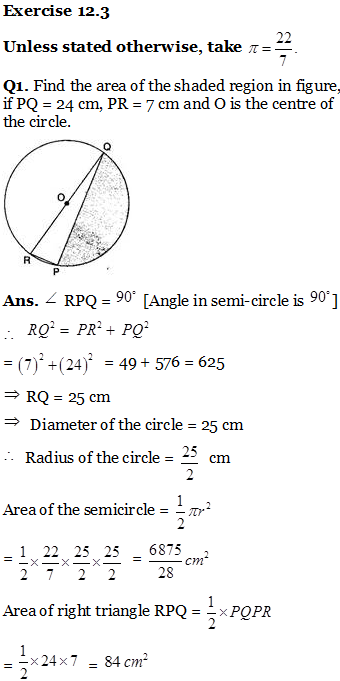 Exercise 12.3
Unless stated otherwise, take π = 22/7.
Q1. Find the area of the shaded region in figure,
if PQ = 24 cm, PR = 7 cm and O is the centre of
the circle.
Q
O
R
P
Ans. ∠ RPQ = 90° [Angle in semi-circle is 90°]
∴ RQ² = PR² + PQ²
= (7)² + (24)² = 49 + 576 = 625
⇒ RQ = 25 cm
⇒ Diameter of the circle = 25 cm
∴ Radius of the circle = 25/2 cm
Area of the semicircle = 1/2 πr²
= 1/2 × 22/7 × 25/2 × 25/2 = 6875/28 cm²
Area of right triangle RPQ = 1/2 × PQPR
= 1/2 × 24 × 7 = 84 cm²